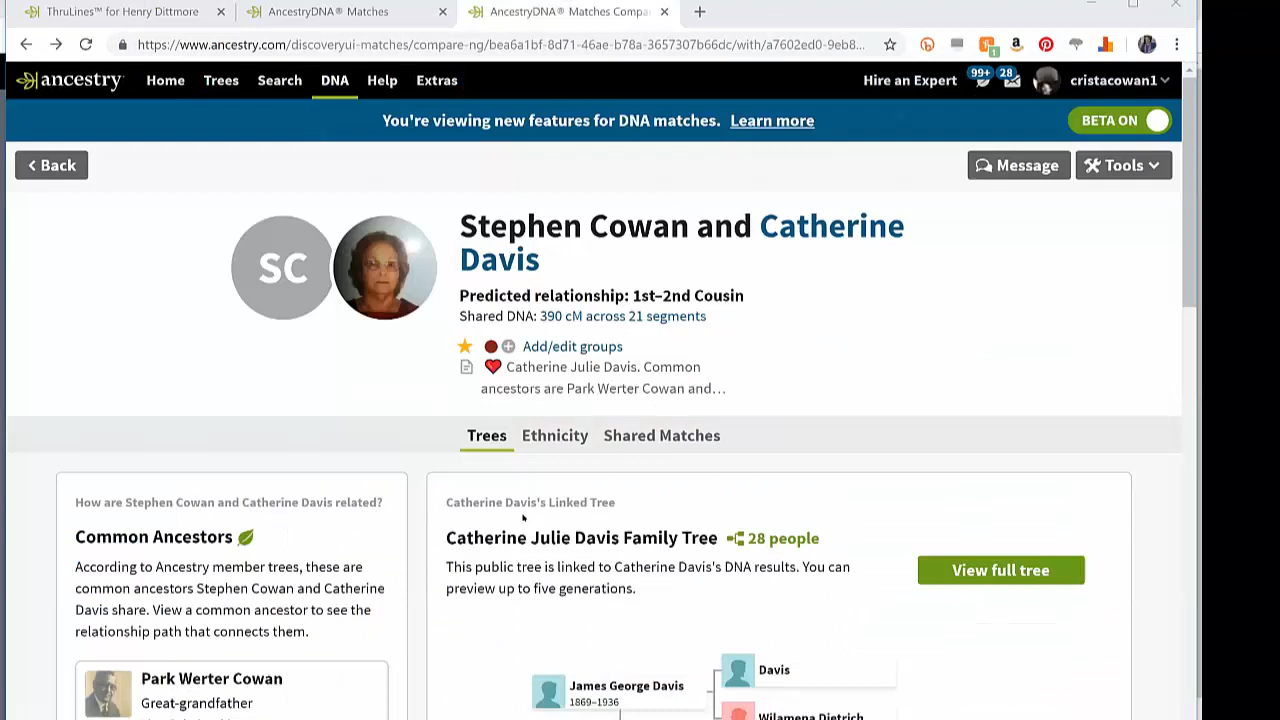 ThruLines™ for Henry Dittmore
AncestryDNA® Matches
AncestryDNA® Matches Compa
https://www.ancestry.com/discoveryui-matches/compare-ng/bea6a1bf-8d71-46ae-b78a-3657307b66dc/with/a7602ed0-9eb8...
ancestry Home Trees Search DNA Help Extras Hire an Expert 99+ 28 cristacowan1
You're viewing new features for DNA matches. Learn more BETA ON
Back Message Tools
SC
Stephen Cowan and Catherine
Davis
Predicted relationship: 1st–2nd Cousin
Shared DNA: 390 cM across 21 segments
Add/edit groups
Catherine Julie Davis. Common
ancestors are Park Werter Cowan and...
Trees Ethnicity Shared Matches
How are Stephen Cowan and Catherine Davis related?
Common Ancestors
According to Ancestry member trees, these are
common ancestors Stephen Cowan and Catherine
Davis share. View a common ancestor to see the
relationship path that connects them.
Park Werter Cowan
Great-grandfather
Catherine Davis's Linked Tree
Catherine Julie Davis Family Tree 28 people
This public tree is linked to Catherine Davis's DNA results. You can
preview up to five generations.
View full tree
James George Davis
1869–1936
Davis
Wilamena Dietrich